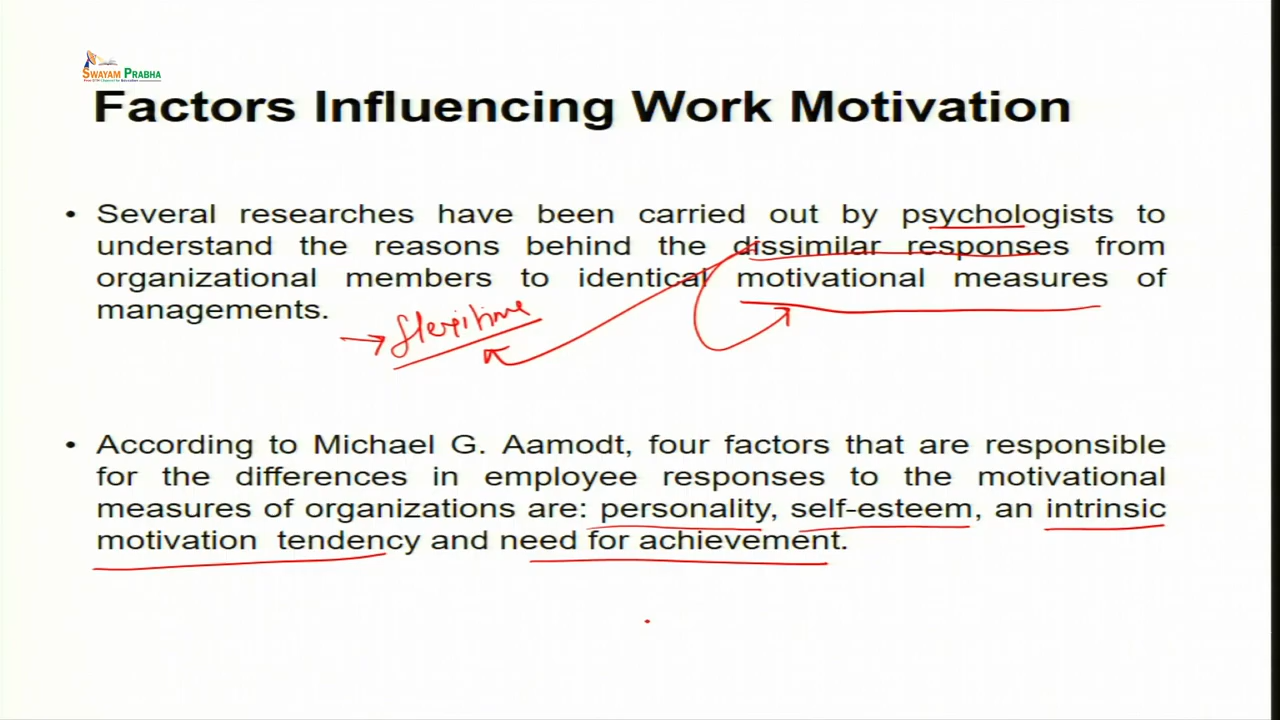 SWAYAM PRABHA
Factors Influencing Work Motivation
• Several researches have been carried out by psychologists to
understand the reasons behind the dissimilar responses from
organizational members to identical motivational measures of
managements.
→ flexitime
• According to Michael G. Aamodt, four factors that are responsible
for the differences in employee responses to the motivational
measures of organizations are: personality, self-esteem, an intrinsic
motivation tendency and need for achievement.